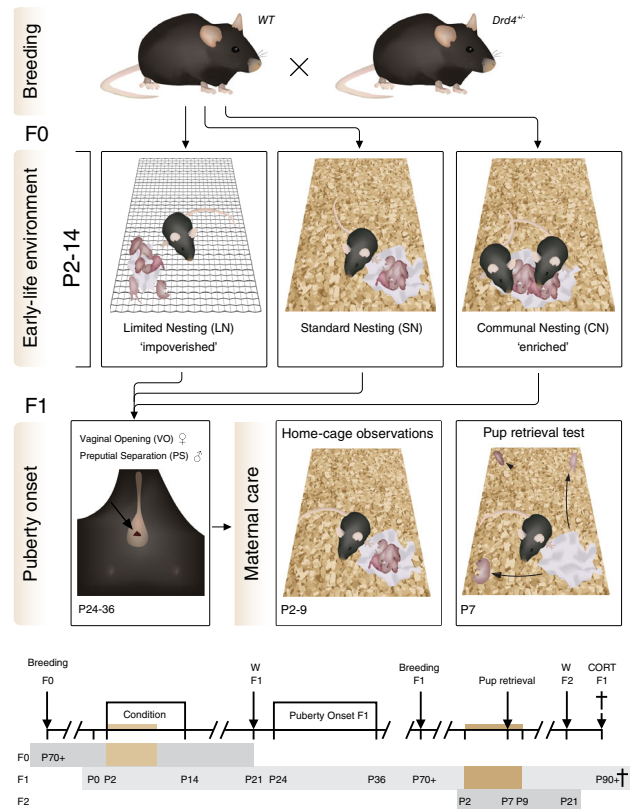 Breeding
WT
Drd4+/-
F0
Early-life environment
P2-14
Limited Nesting (LN)
'impoverished'
Standard Nesting (SN)
Communal Nesting (CN)
'enriched'
F1
Puberty onset
Vaginal Opening (VO) ♀
Preputial Separation (PS) ♂
P24-36
Maternal care
Home-cage observations
P2-9
Pup retrieval test
P7
Breeding
F0
W
F1
Breeding
F1
Pup retrieval
W
F2
CORT
F1
Condition
Puberty Onset F1
F0
P70+
F1
P0 P2 P14 P21 P24 P36 P70+ P7 P9 P90+
F2
P2 P21